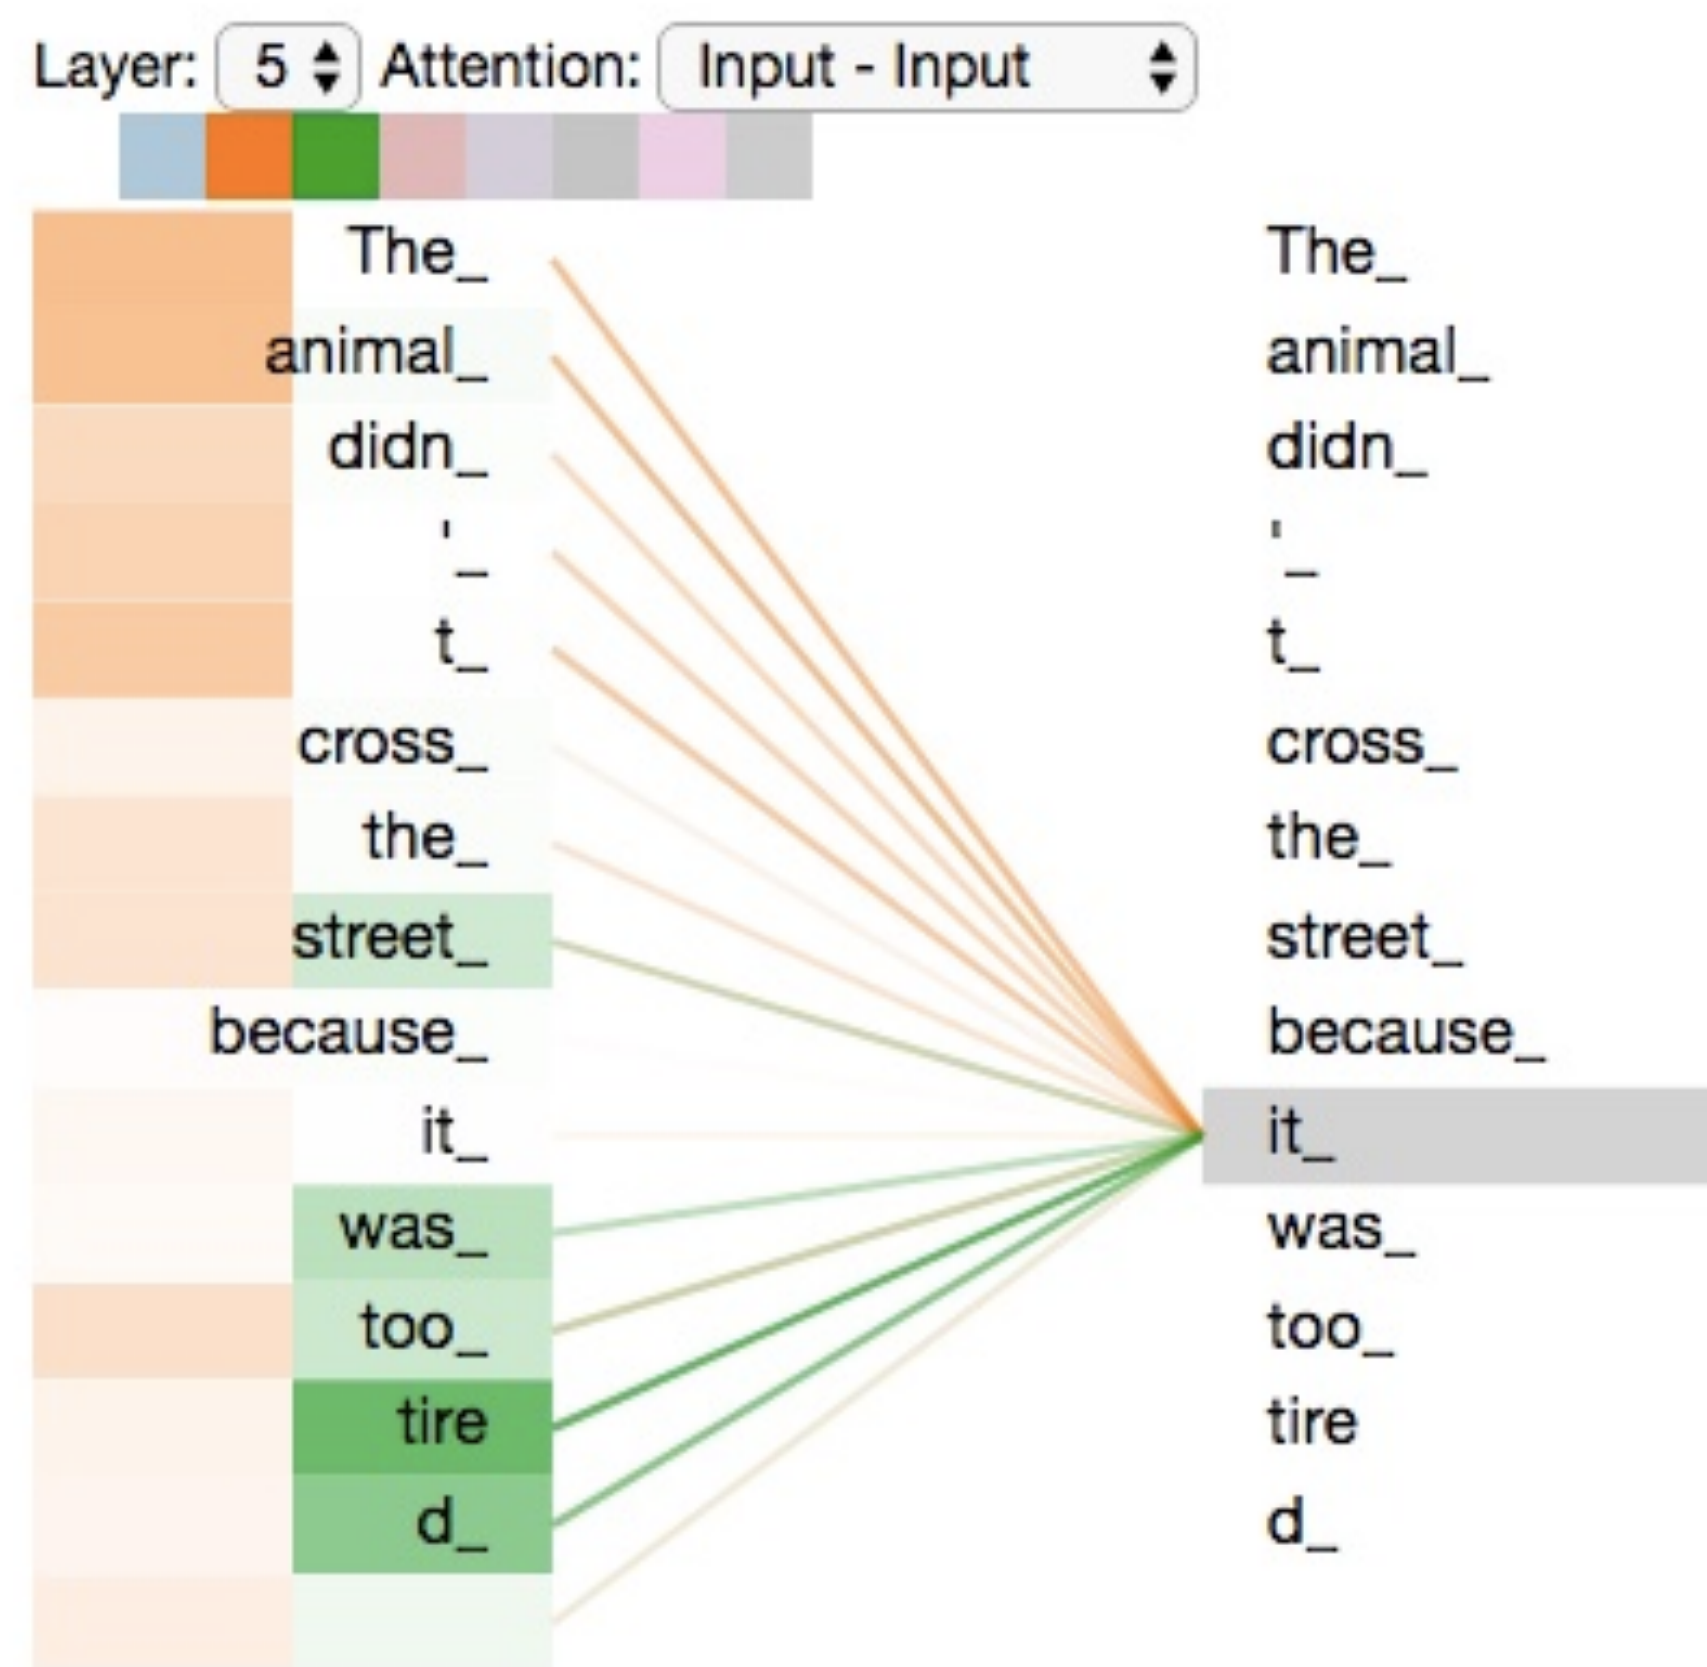 Layer: 5 Attention: Input - Input
The_ The_
animal_ animal_
didn_ didn_
'_ '_
t_ t_
cross_ cross_
the_ the_
street_ street_
because_ because_
it_ it_
was_ was_
too_ too_
tire tire
d_ d_